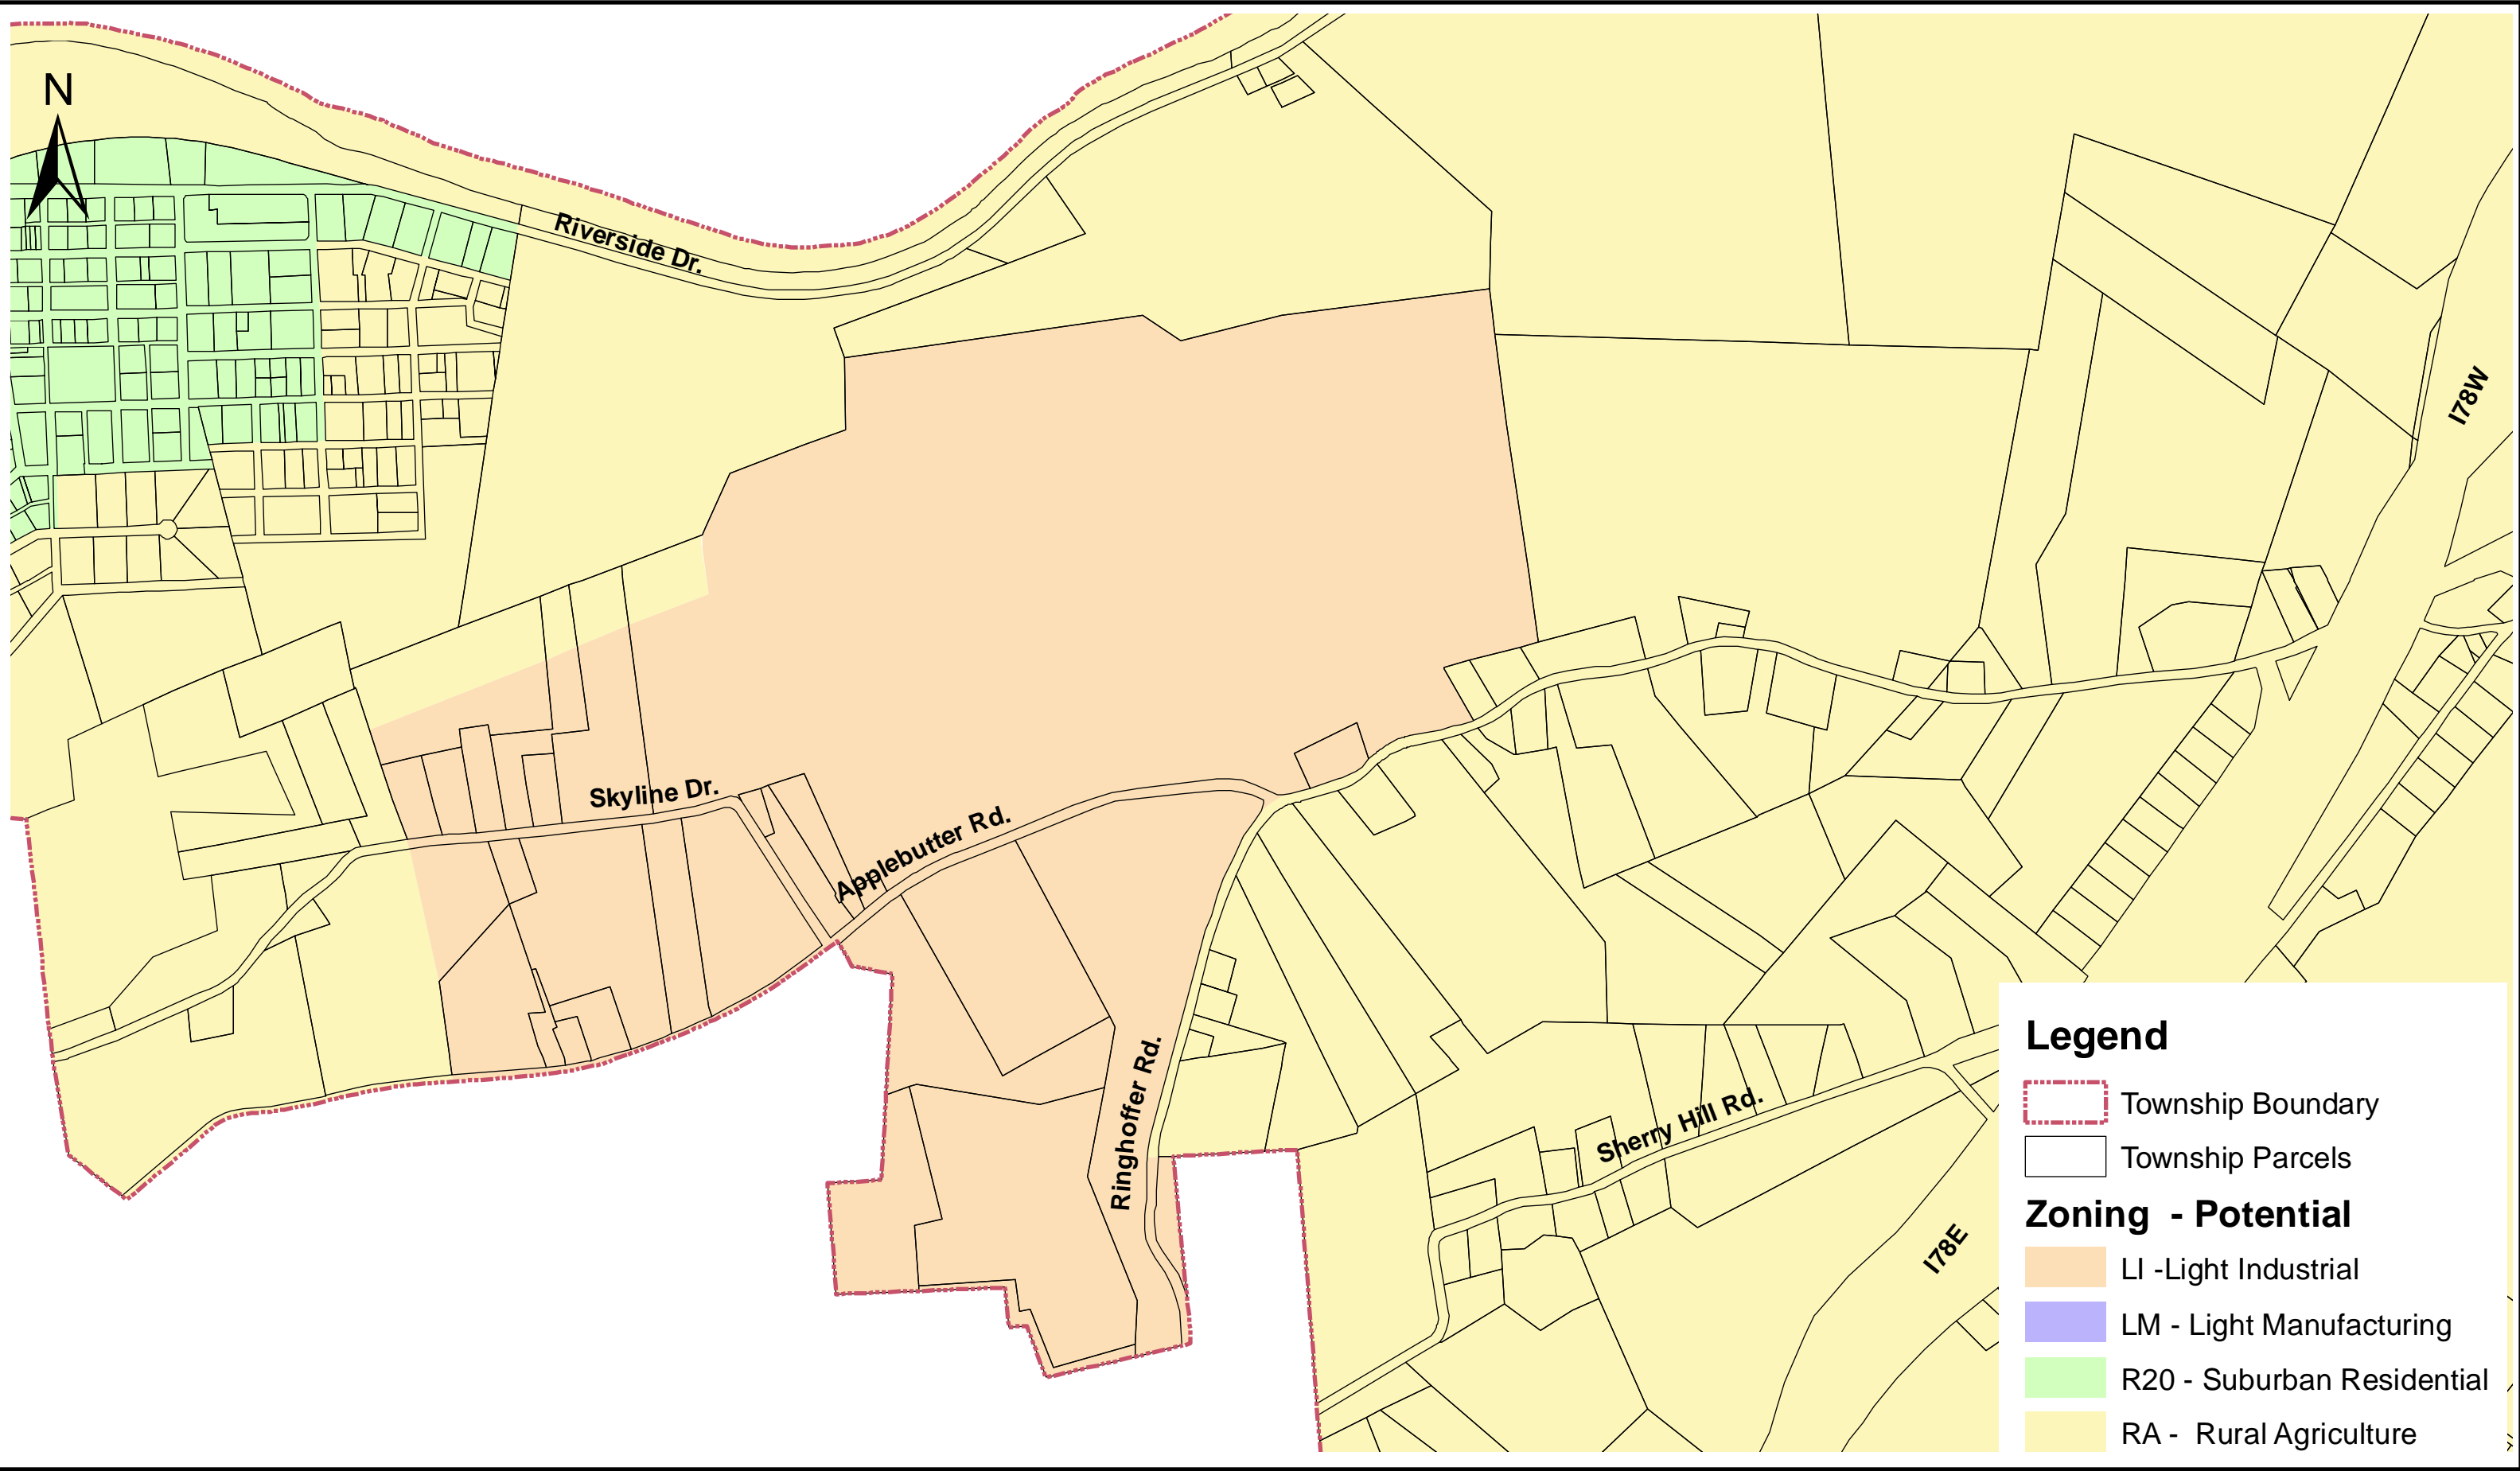 N
Riverside Dr.
I78W
Skyline Dr.
Applebutter Rd.
Ringhoffer Rd.
Sherry Hill Rd.
I78E
Legend
Township Boundary
Township Parcels
Zoning - Potential
LI -Light Industrial
LM - Light Manufacturing
R20 - Suburban Residential
RA - Rural Agriculture